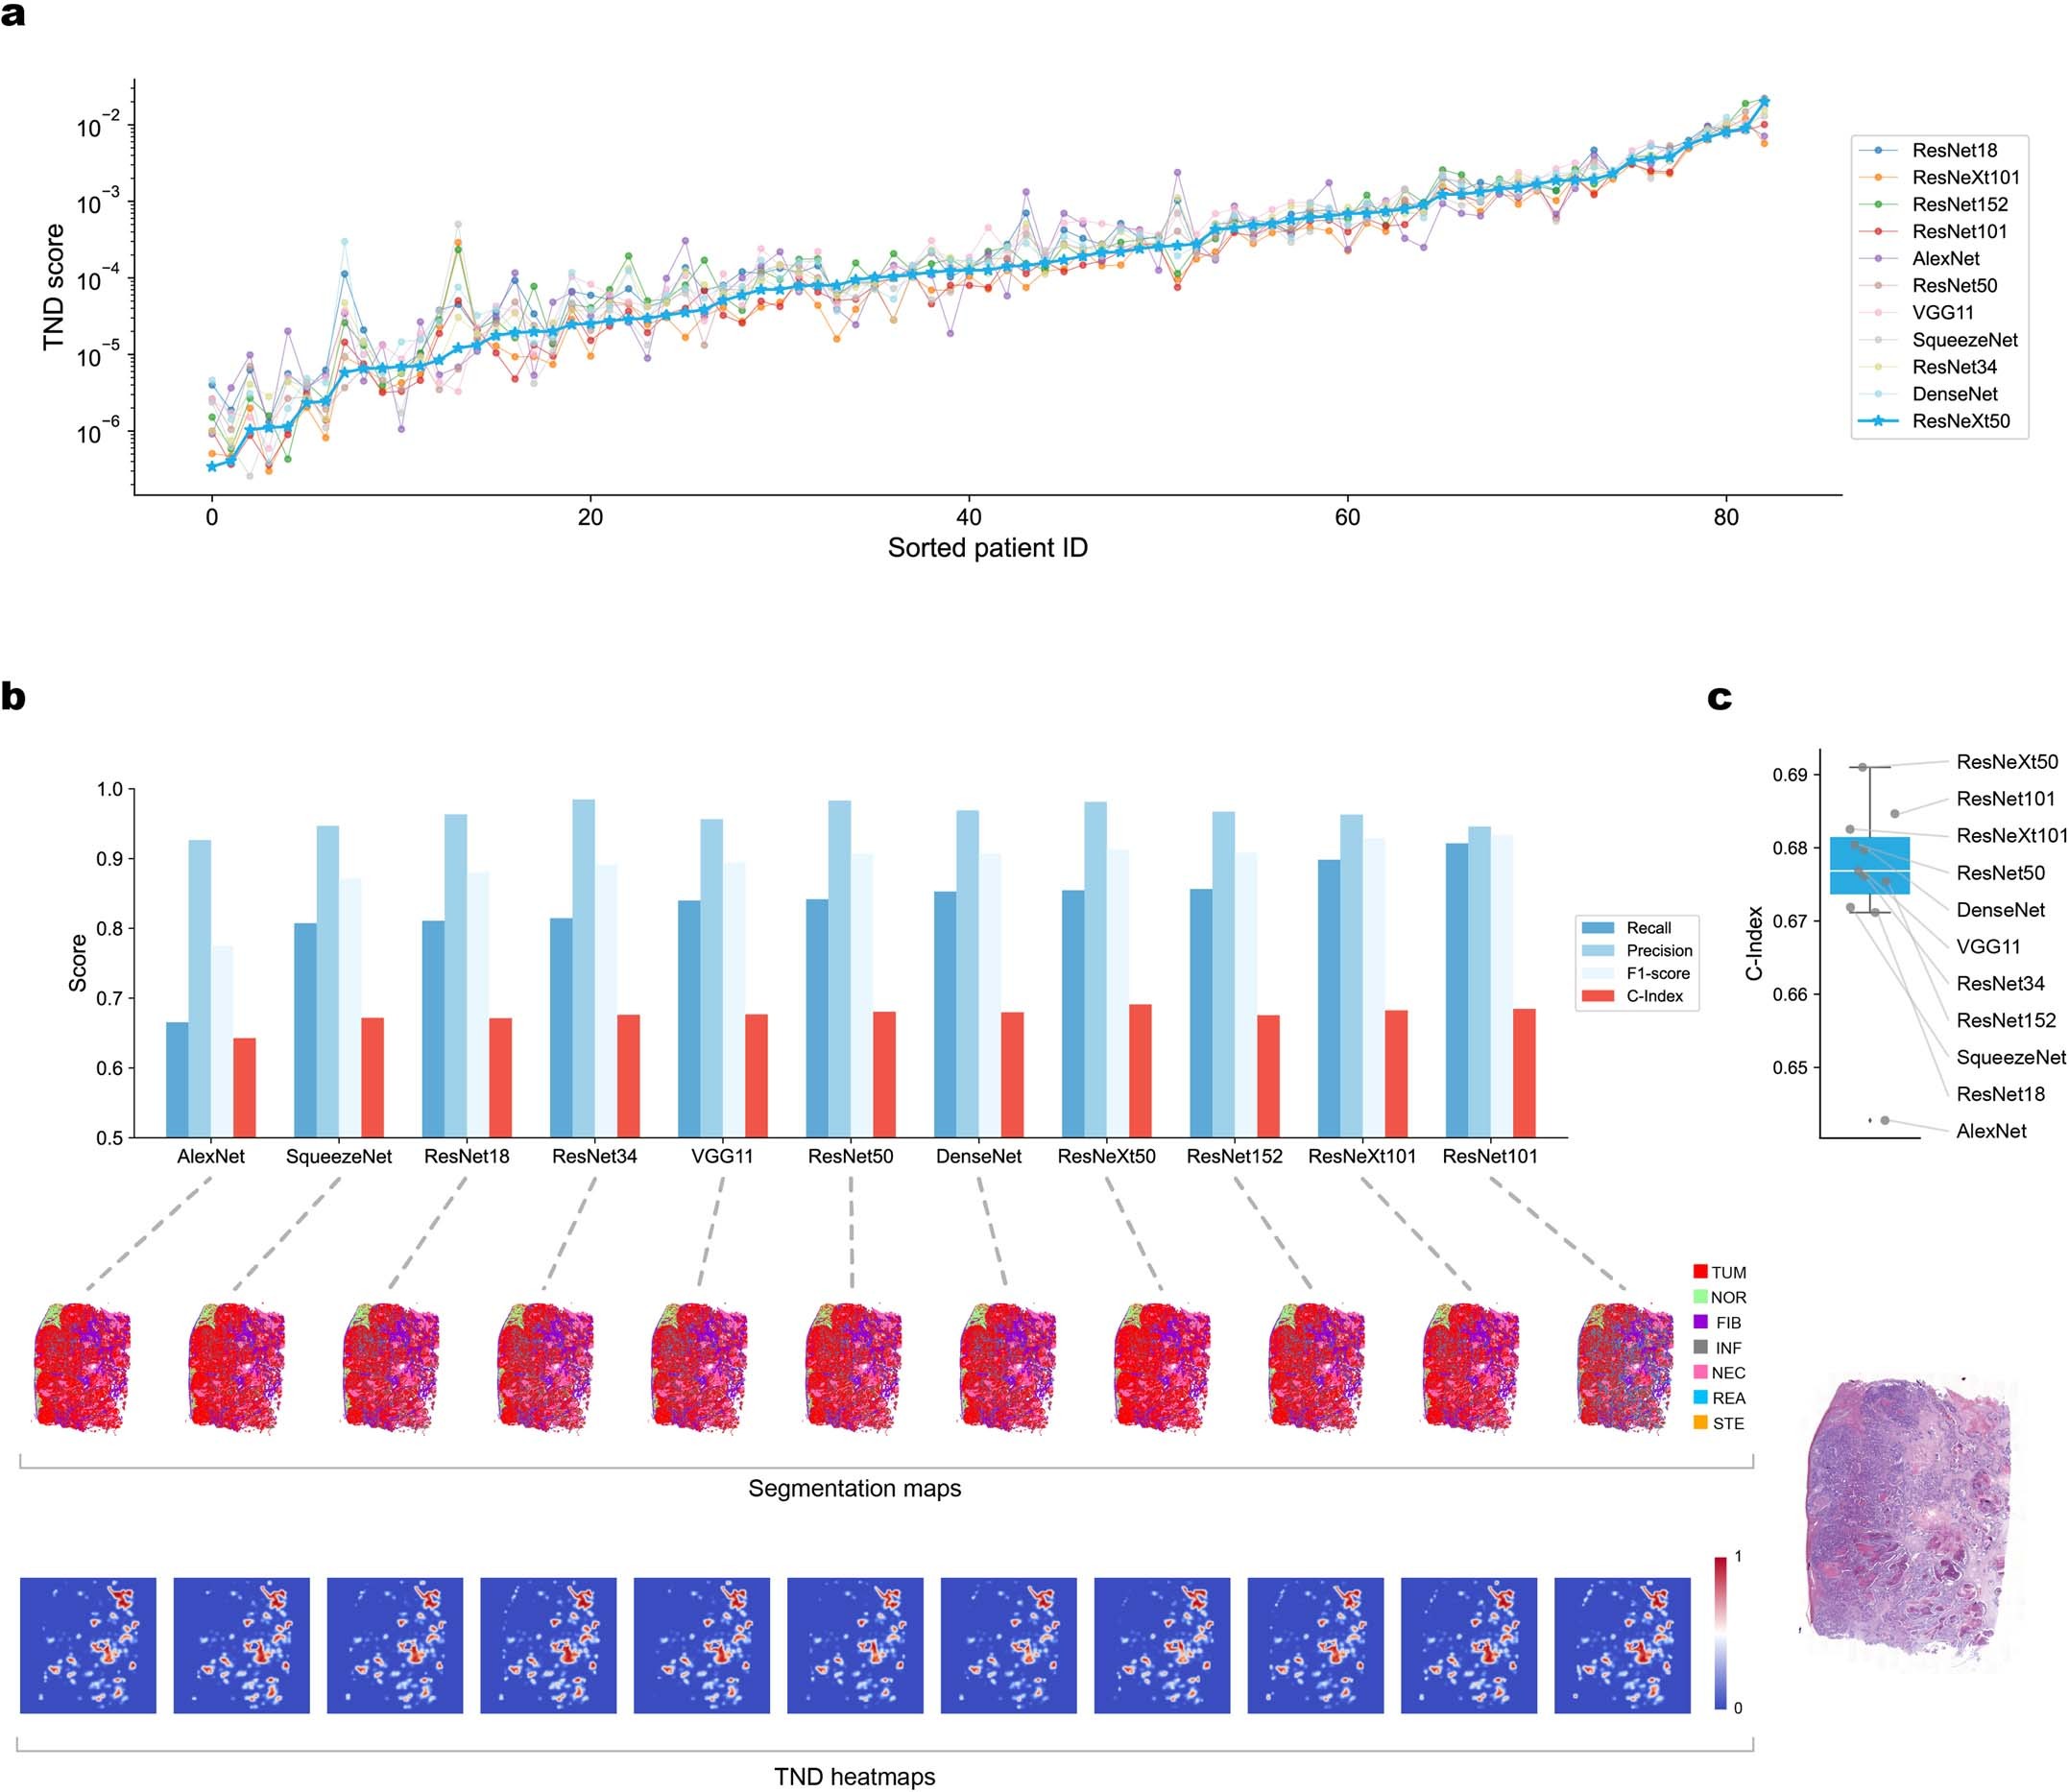 a
TND score
10−2
10−3
10−4
10−5
10−6
0 20 40 60 80
Sorted patient ID
ResNet18
ResNeXt101
ResNet152
ResNet101
AlexNet
ResNet50
VGG11
SqueezeNet
ResNet34
DenseNet
ResNeXt50
b
Score
1.0
0.9
0.8
0.7
0.6
0.5
AlexNet SqueezeNet ResNet18 ResNet34 VGG11 ResNet50 DenseNet ResNeXt50 ResNet152 ResNeXt101 ResNet101
Recall
Precision
F1-score
C-Index
c
C-Index
0.69
0.68
0.67
0.66
0.65
ResNeXt50
ResNet101
ResNeXt101
ResNet50
DenseNet
VGG11
ResNet34
ResNet152
SqueezeNet
ResNet18
AlexNet
TUM
NOR
FIB
INF
NEC
REA
STE
Segmentation maps
1
0
TND heatmaps